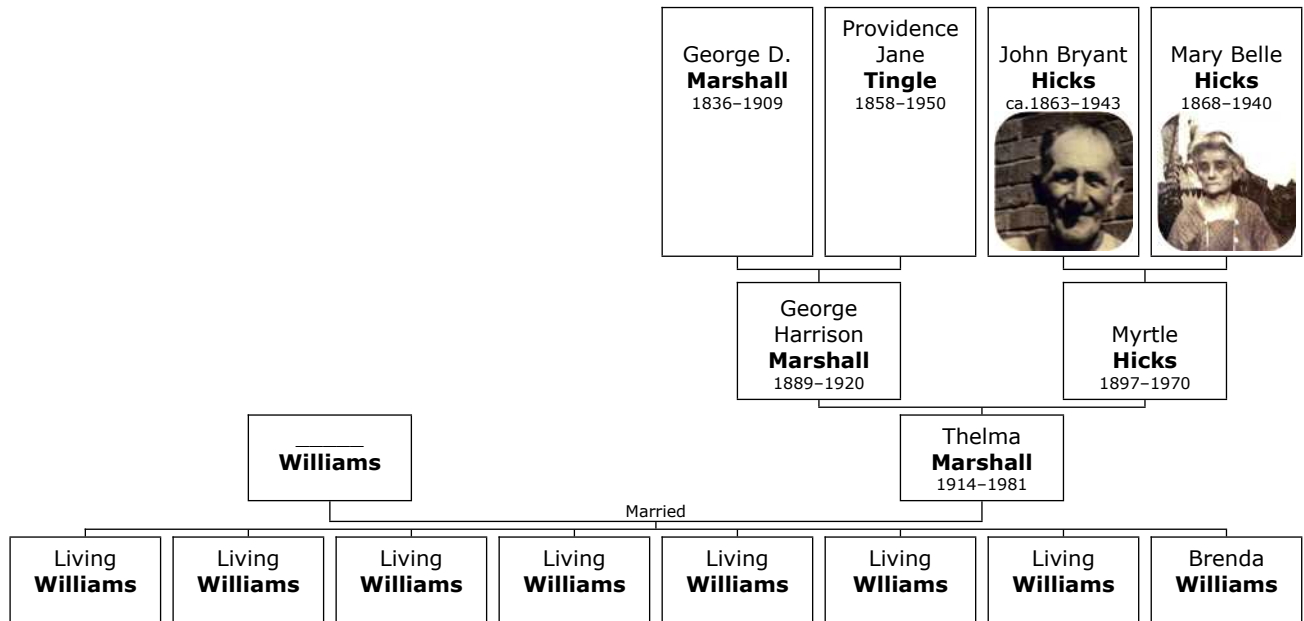 George D.
Marshall
1836–1909
Providence
Jane
Tingle
1858–1950
John Bryant
Hicks
ca.1863–1943
Mary Belle
Hicks
1868–1940
George
Harrison
Marshall
1889–1920
Myrtle
Hicks
1897–1970
______
Williams
Thelma
Marshall
1914–1981
Married
Living
Williams
Living
Williams
Living
Williams
Living
Williams
Living
Williams
Living
Wlliams
Living
Williams
Brenda
Williams